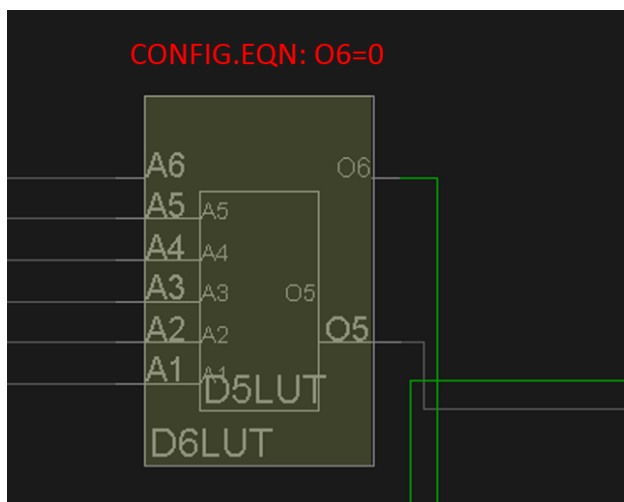 CONFIG.EQN: O6=0
A6
O6
A5
A5
A4
A4
A3
A3
O5
A2
A2
O5
A1
A1
D5LUT
D6LUT